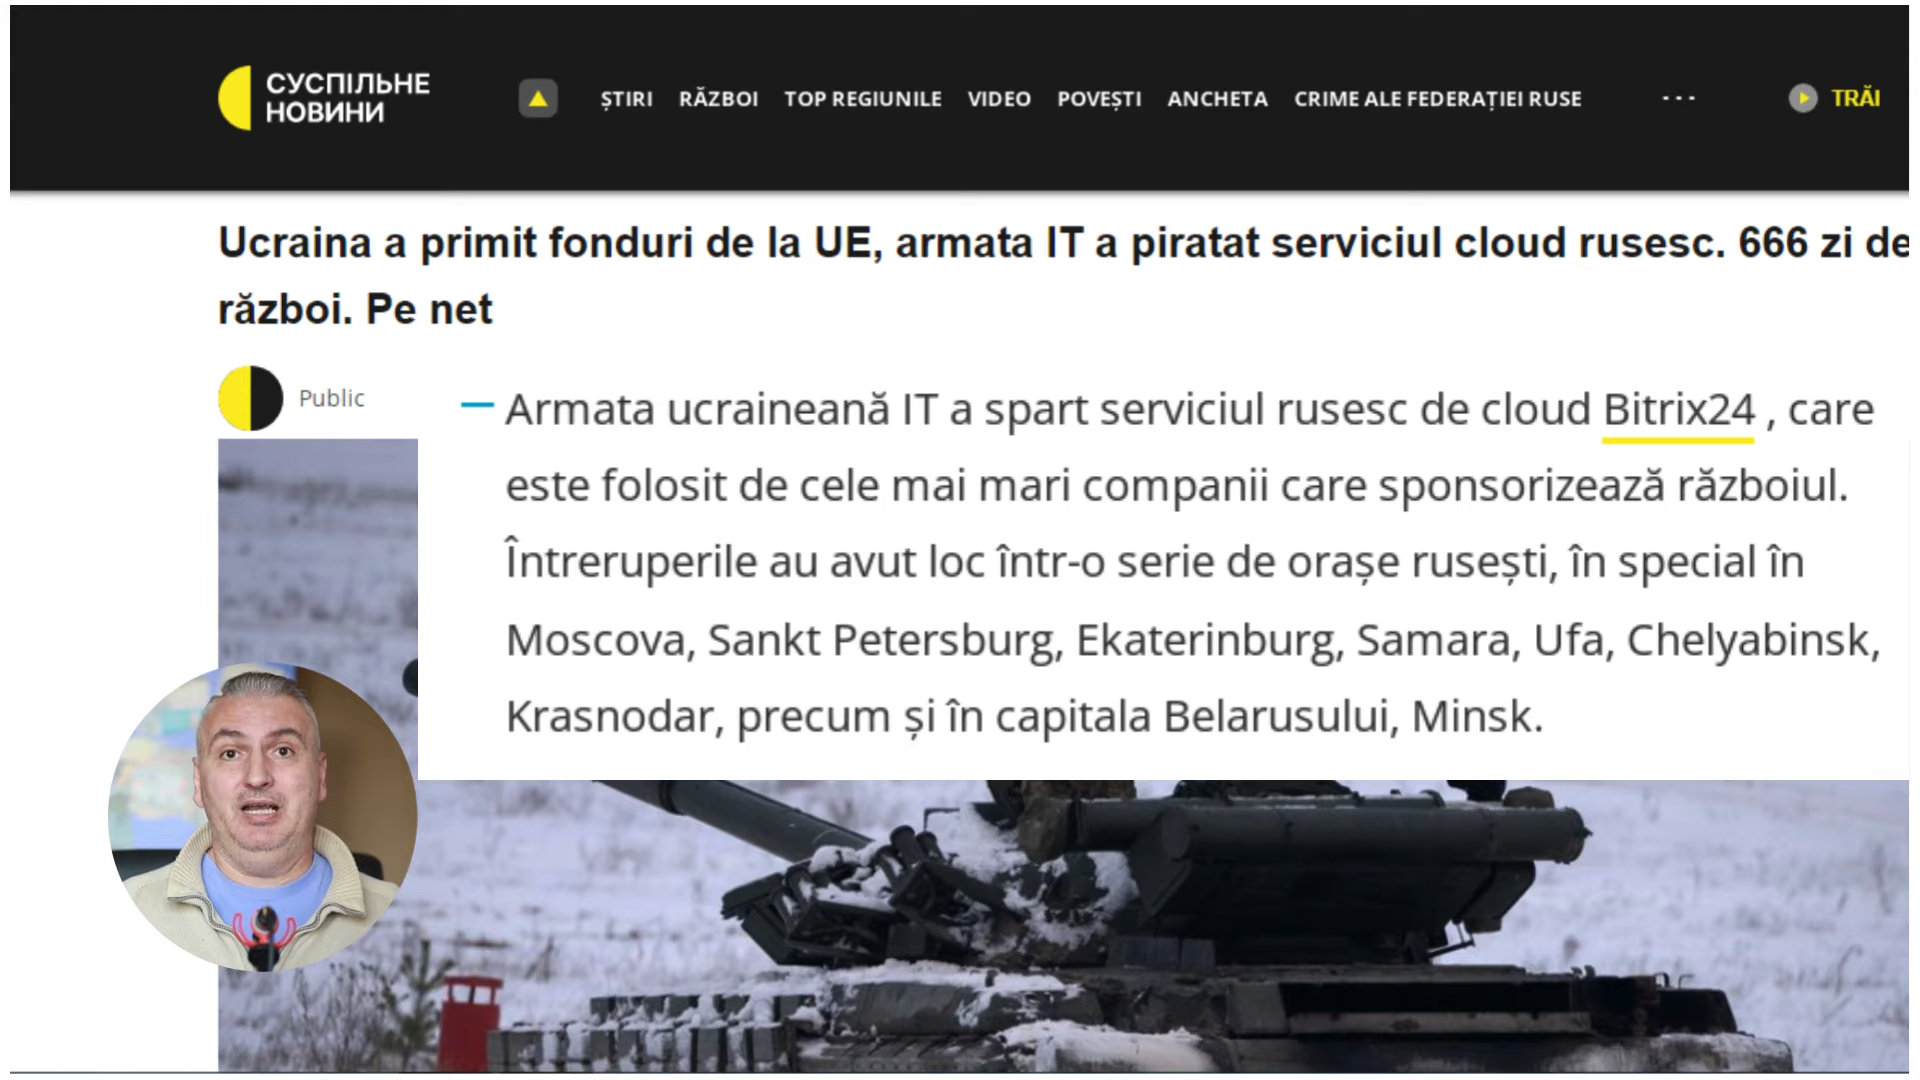 СУСПІЛЬНЕ
НОВИНИ
ȘTIRI RĂZBOI TOP REGIUNILE VIDEO POVEȘTI ANCHETA CRIME ALE FEDERAȚIEI RUSE ... TRĂI
Ucraina a primit fonduri de la UE, armata IT a piratat serviciul cloud rusesc. 666 zi de
război. Pe net
Public
Armata ucraineană IT a spart serviciul rusesc de cloud Bitrix24 , care
este folosit de cele mai mari companii care sponsorizează războiul.
Întreruperile au avut loc într-o serie de orașe rusești, în special în
Moscova, Sankt Petersburg, Ekaterinburg, Samara, Ufa, Chelyabinsk,
Krasnodar, precum și în capitala Belarusului, Minsk.